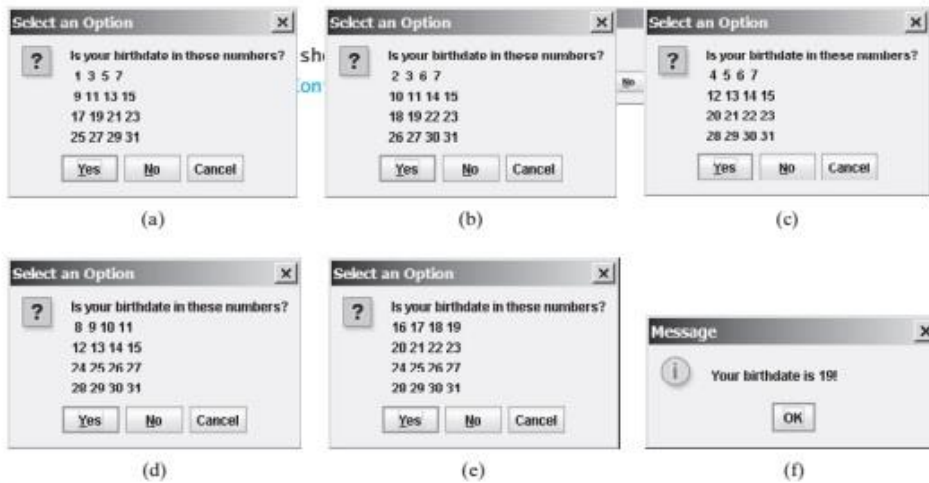 Select an Option
Is your birthdate in these numbers?
1 3 5 7
9 11 13 15
17 19 21 23
25 27 29 31
Yes No Cancel
(a)
sh
on
Select an Option
Is your birthdate in these numbers?
2 3 6 7
10 11 14 15
18 19 22 23
26 27 30 31
Yes No Cancel
(b)
No
Select an Option
Is your birthdate in these numbers?
4 5 6 7
12 13 14 15
20 21 22 23
28 29 30 31
Yes No Cancel
(c)
Select an Option
Is your birthdate in these numbers?
8 9 10 11
12 13 14 15
24 25 26 27
28 29 30 31
Yes No Cancel
(d)
Select an Option
Is your birthdate in these numbers?
16 17 18 19
20 21 22 23
24 25 26 27
28 29 30 31
Yes No Cancel
(e)
Message
Your birthdate is 19!
OK
(f)